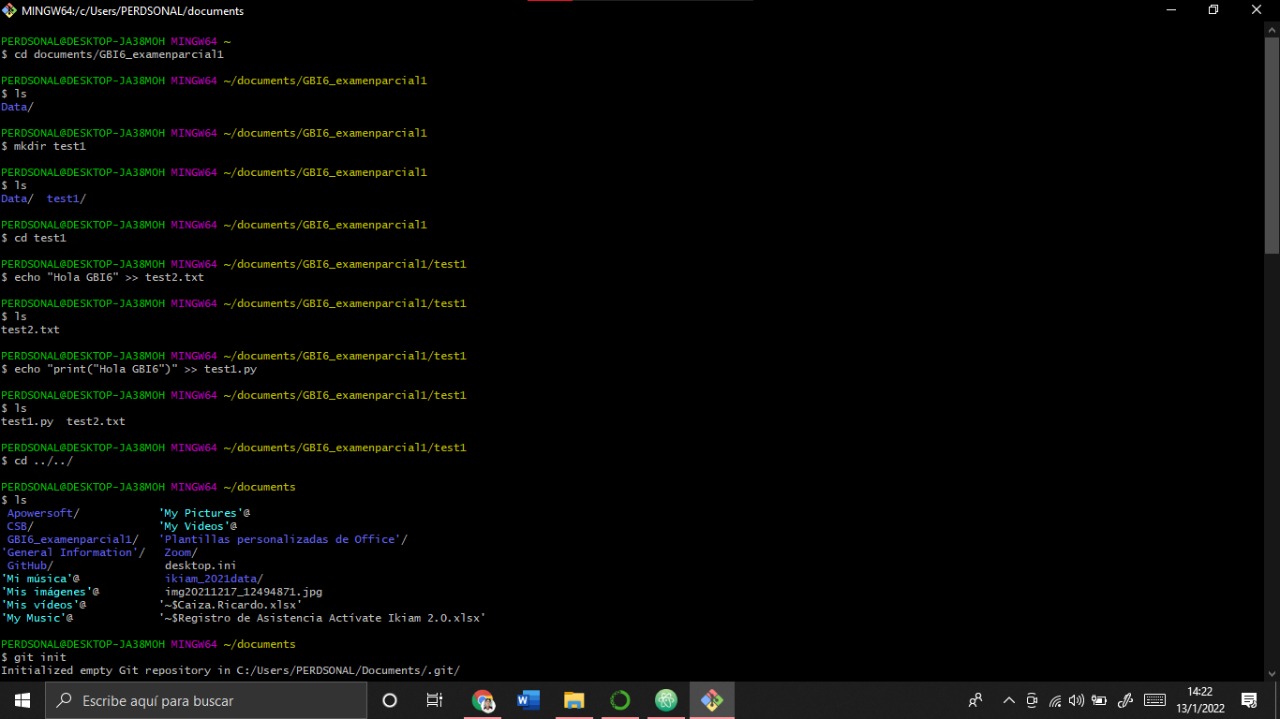 MINGW64:/c/Users/PERDSONAL/documents
PERDSONAL@DESKTOP-JA38MOH MINGW64 ~
$ cd documents/GBI6_examenparcial1
PERDSONAL@DESKTOP-JA38MOH MINGW64 ~/documents/GBI6_examenparcial1
$ ls
Data/
PERDSONAL@DESKTOP-JA38MOH MINGW64 ~/documents/GBI6_examenparcial1
$ mkdir test1
PERDSONAL@DESKTOP-JA38MOH MINGW64 ~/documents/GBI6_examenparcial1
$ ls
Data/  test1/
PERDSONAL@DESKTOP-JA38MOH MINGW64 ~/documents/GBI6_examenparcial1
$ cd test1
PERDSONAL@DESKTOP-JA38MOH MINGW64 ~/documents/GBI6_examenparcial1/test1
$ echo "Hola GBI6" >> test2.txt
PERDSONAL@DESKTOP-JA38MOH MINGW64 ~/documents/GBI6_examenparcial1/test1
$ ls
test2.txt
PERDSONAL@DESKTOP-JA38MOH MINGW64 ~/documents/GBI6_examenparcial1/test1
$ echo "print("Hola GBI6")" >> test1.py
PERDSONAL@DESKTOP-JA38MOH MINGW64 ~/documents/GBI6_examenparcial1/test1
$ ls
test1.py  test2.txt
PERDSONAL@DESKTOP-JA38MOH MINGW64 ~/documents/GBI6_examenparcial1/test1
$ cd ../../
PERDSONAL@DESKTOP-JA38MOH MINGW64 ~/documents
$ ls
Apowersoft/ 'My Pictures'@
CSB/ 'My Videos'@
GBI6_examenparcial1/ 'Plantillas personalizadas de Office'/
'General Information'/ Zoom/
GitHub/ desktop.ini
'Mi música'@ ikiam_2021data/
'Mis imágenes'@ img20211217_12494871.jpg
'Mis vídeos'@ '~$Caiza.Ricardo.xlsx'
'My Music'@ '~$Registro de Asistencia Actívate Ikiam 2.0.xlsx'
PERDSONAL@DESKTOP-JA38MOH MINGW64 ~/documents
$ git init
Initialized empty Git repository in C:/Users/PERDSONAL/Documents/.git/
Escribe aquí para buscar
14:22
13/1/2022